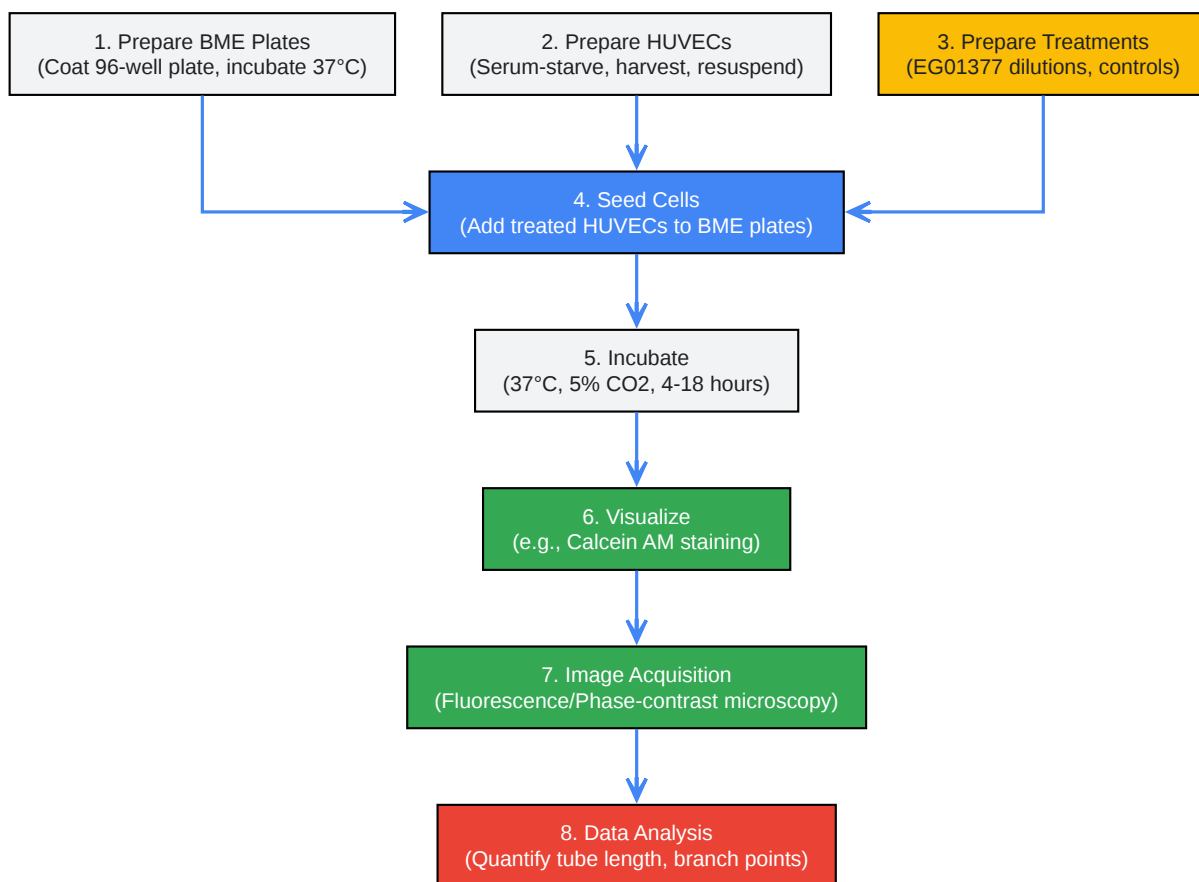 1. Prepare BME Plates
(Coat 96-well plate, incubate 37°C)
2. Prepare HUVECs
(Serum-starve, harvest, resuspend)
3. Prepare Treatments
(EG01377 dilutions, controls)
4. Seed Cells
(Add treated HUVECs to BME plates)
5. Incubate
(37°C, 5% CO2, 4-18 hours)
6. Visualize
(e.g., Calcein AM staining)
7. Image Acquisition
(Fluorescence/Phase-contrast microscopy)
8. Data Analysis
(Quantify tube length, branch points)